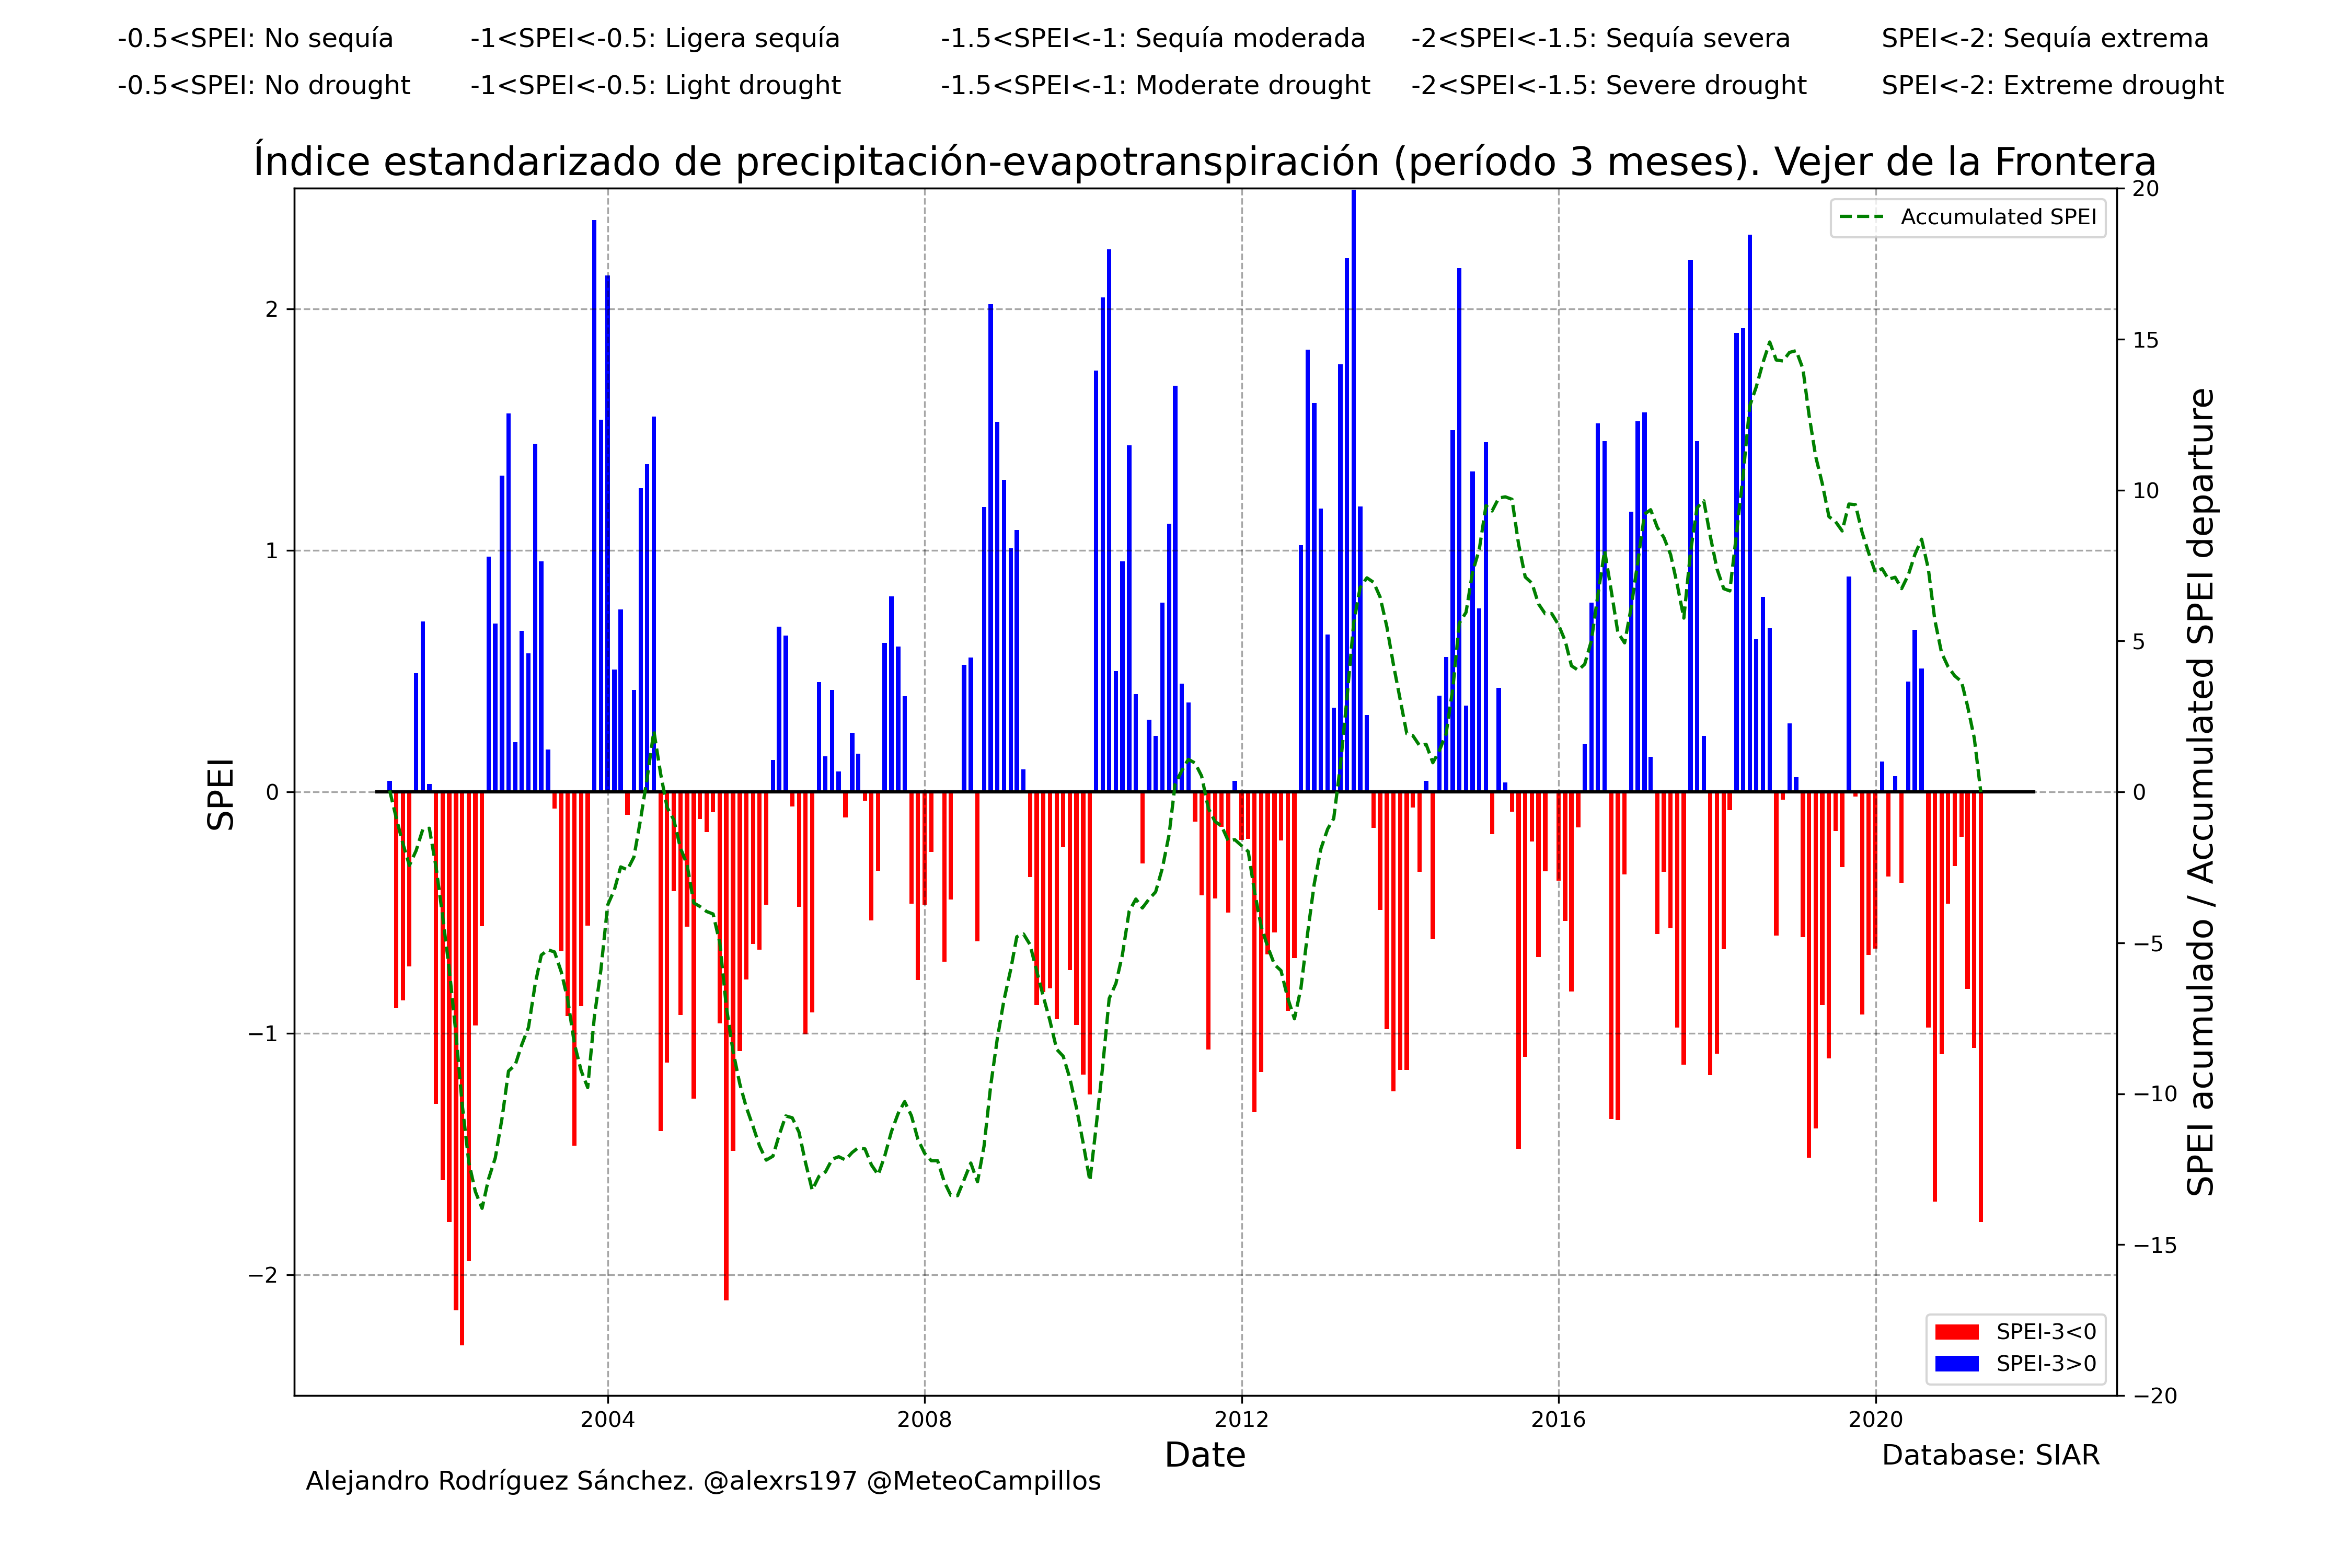 -0.5<SPEI: No sequía -1<SPEI<-0.5: Ligera sequía -1.5<SPEI<-1: Sequía moderada -2<SPEI<-1.5: Sequía severa SPEI<-2: Sequía extrema
-0.5<SPEI: No drought -1<SPEI<-0.5: Light drought -1.5<SPEI<-1: Moderate drought -2<SPEI<-1.5: Severe drought SPEI<-2: Extreme drought
Índice estandarizado de precipitación-evapotranspiración (período 3 meses). Vejer de la Frontera
Accumulated SPEI
SPEI
2
1
0
−1
−2
20
15
10
5
0
−5
−10
−15
−20
SPEI acumulado / Accumulated SPEI departure
SPEI-3<0
SPEI-3>0
2004 2008 2012 2016 2020
Date
Database: SIAR
Alejandro Rodríguez Sánchez. @alexrs197 @MeteoCampillos